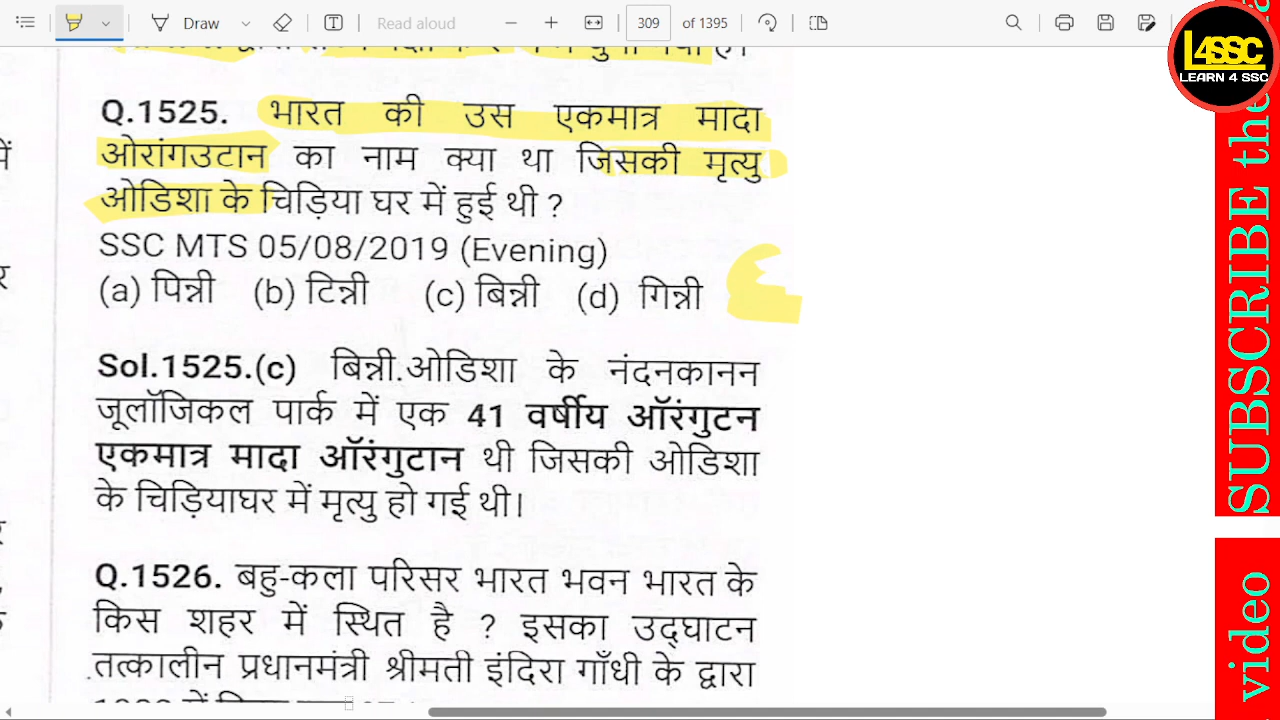 Draw
Read aloud
309 of 1395
L4SSC
LEARN 4 SSC
Q.1525. भारत की उस एकमात्र मादा
ओरांगउटान का नाम क्या था जिसकी मृत्यु
ओडिशा के चिड़िया घर में हुई थी ?
SSC MTS 05/08/2019 (Evening)
(a) पिन्नी (b) टिन्नी (c) बिन्नी (d) गिन्नी
Sol.1525.(c) बिन्नी.ओडिशा के नंदनकानन
जूलॉजिकल पार्क में एक 41 वर्षीय ऑरंगुटन
एकमात्र मादा ऑरंगुटान थी जिसकी ओडिशा
के चिड़ियाघर में मृत्यु हो गई थी।
Q.1526. बहु-कला परिसर भारत भवन भारत के
किस शहर में स्थित है ? इसका उद्घाटन
तत्कालीन प्रधानमंत्री श्रीमती इंदिरा गाँधी के द्वारा
SUBSCRIBE the
video